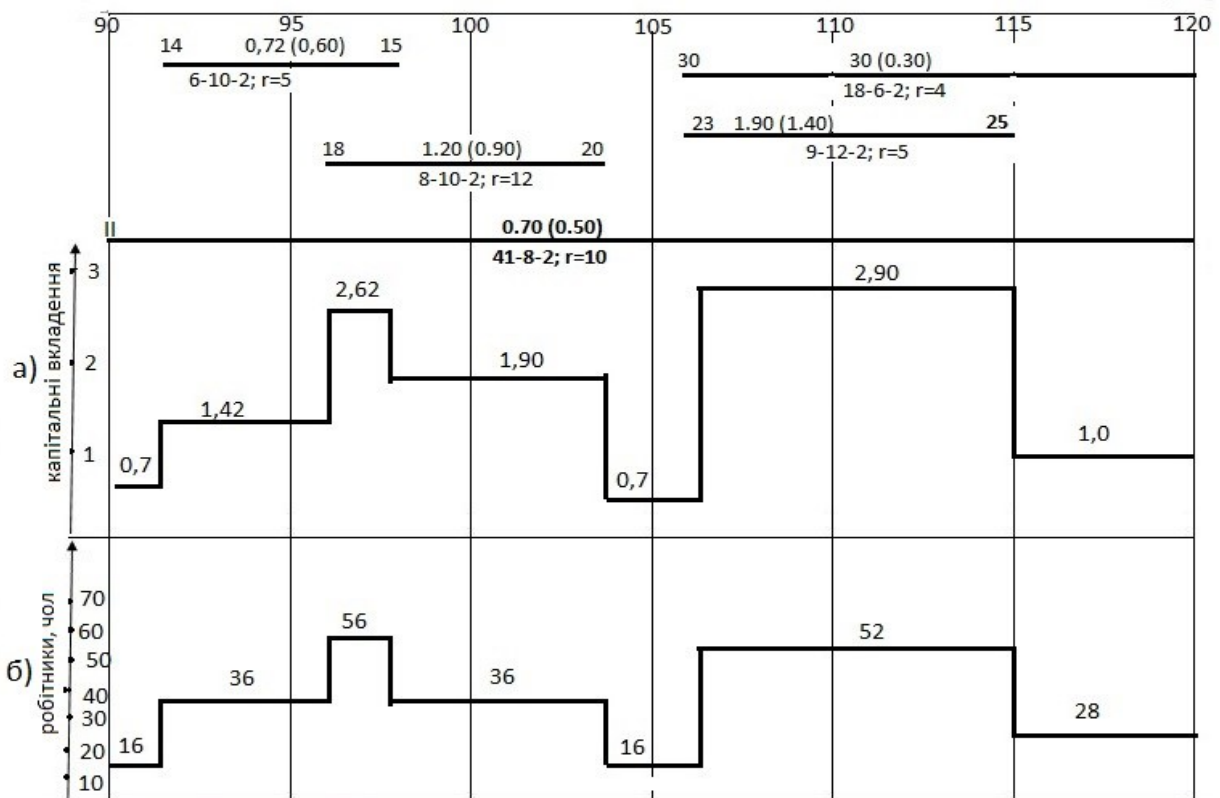 90 95 100 105 110 115 120
14 0,72 (0,60) 15
6-10-2; r=5
30 30 (0.30)
18-6-2; r=4
23 1.90 (1.40) 25
9-12-2; r=5
18 1.20 (0.90) 20
8-10-2; r=12
II 0.70 (0.50)
41-8-2; r=10
а)
капітальні вкладення
3
2
1
0,7 1,42 2,62 1,90 0,7 2,90 1,0
б)
робітники, чол
70
60
50
40
30
20
10
16 36 56 36 16 52 28